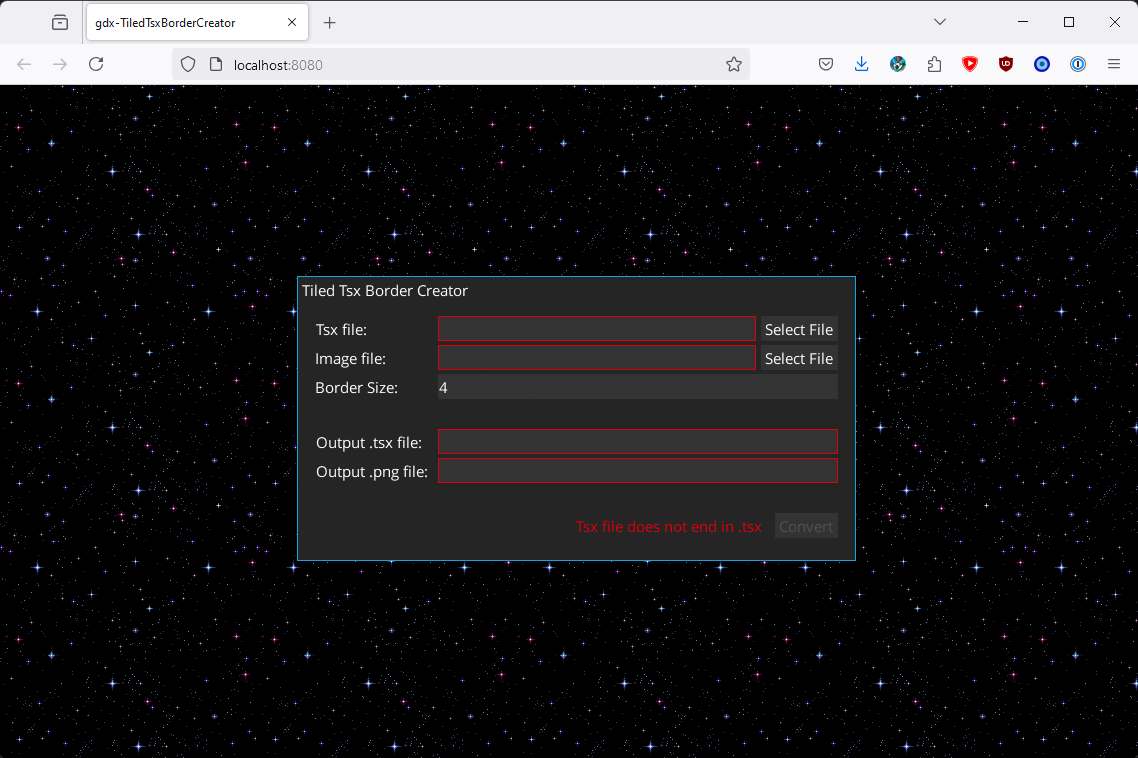 gdx-TiledTsxBorderCreator
localhost:8080
Tiled Tsx Border Creator
Tsx file: Select File
Image file: Select File
Border Size: 4
Output .tsx file:
Output .png file:
Tsx file does not end in .tsx Convert